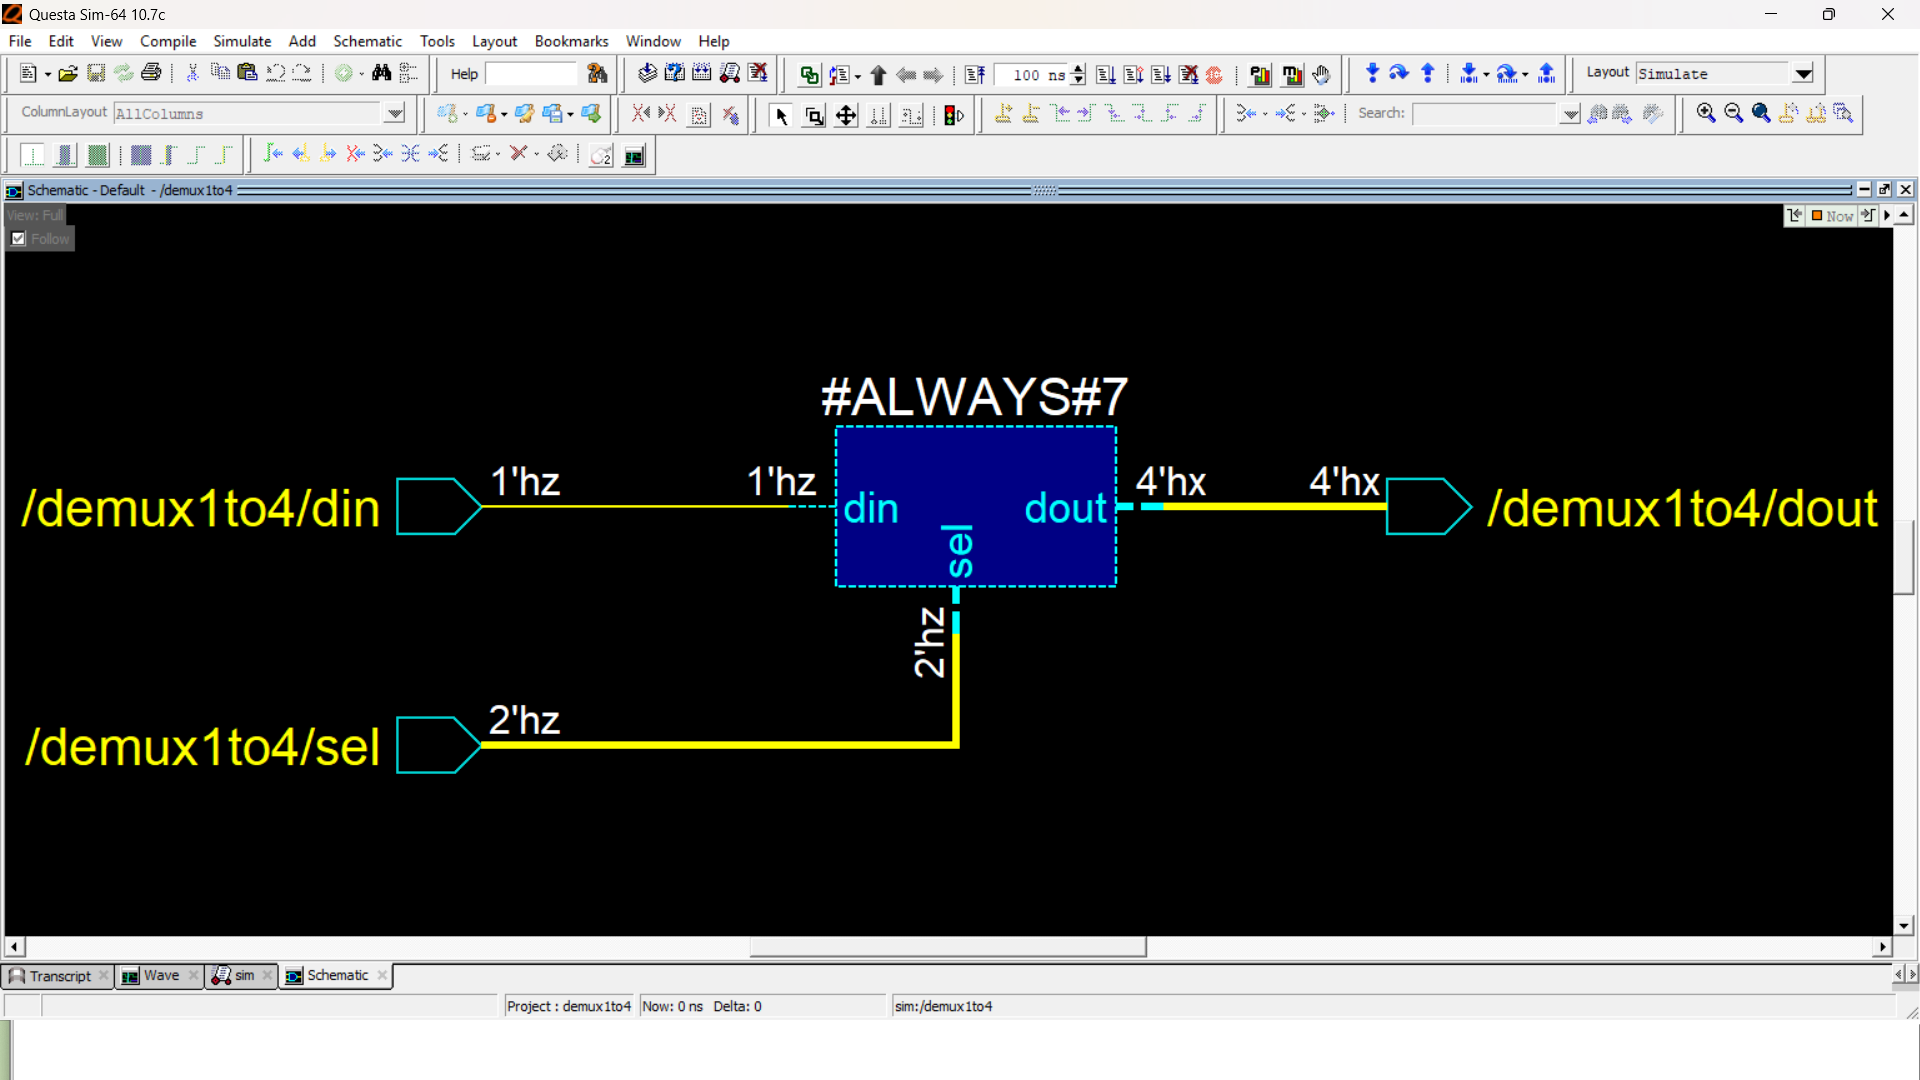 Questa Sim-64 10.7c
File Edit View Compile Simulate Add Schematic Tools Layout Bookmarks Window Help
Help
100 ns
Layout Simulate
ColumnLayout AllColumns
Search:
Schematic - Default - /demux1to4
View: Full
Follow
Now
#ALWAYS#7
/demux1to4/din 1'hz 1'hz din dout 4'hx 4'hx /demux1to4/dout
sel
2'hz
/demux1to4/sel 2'hz
Transcript Wave sim Schematic
Project : demux1to4 Now: 0 ns Delta: 0 sim:/demux1to4